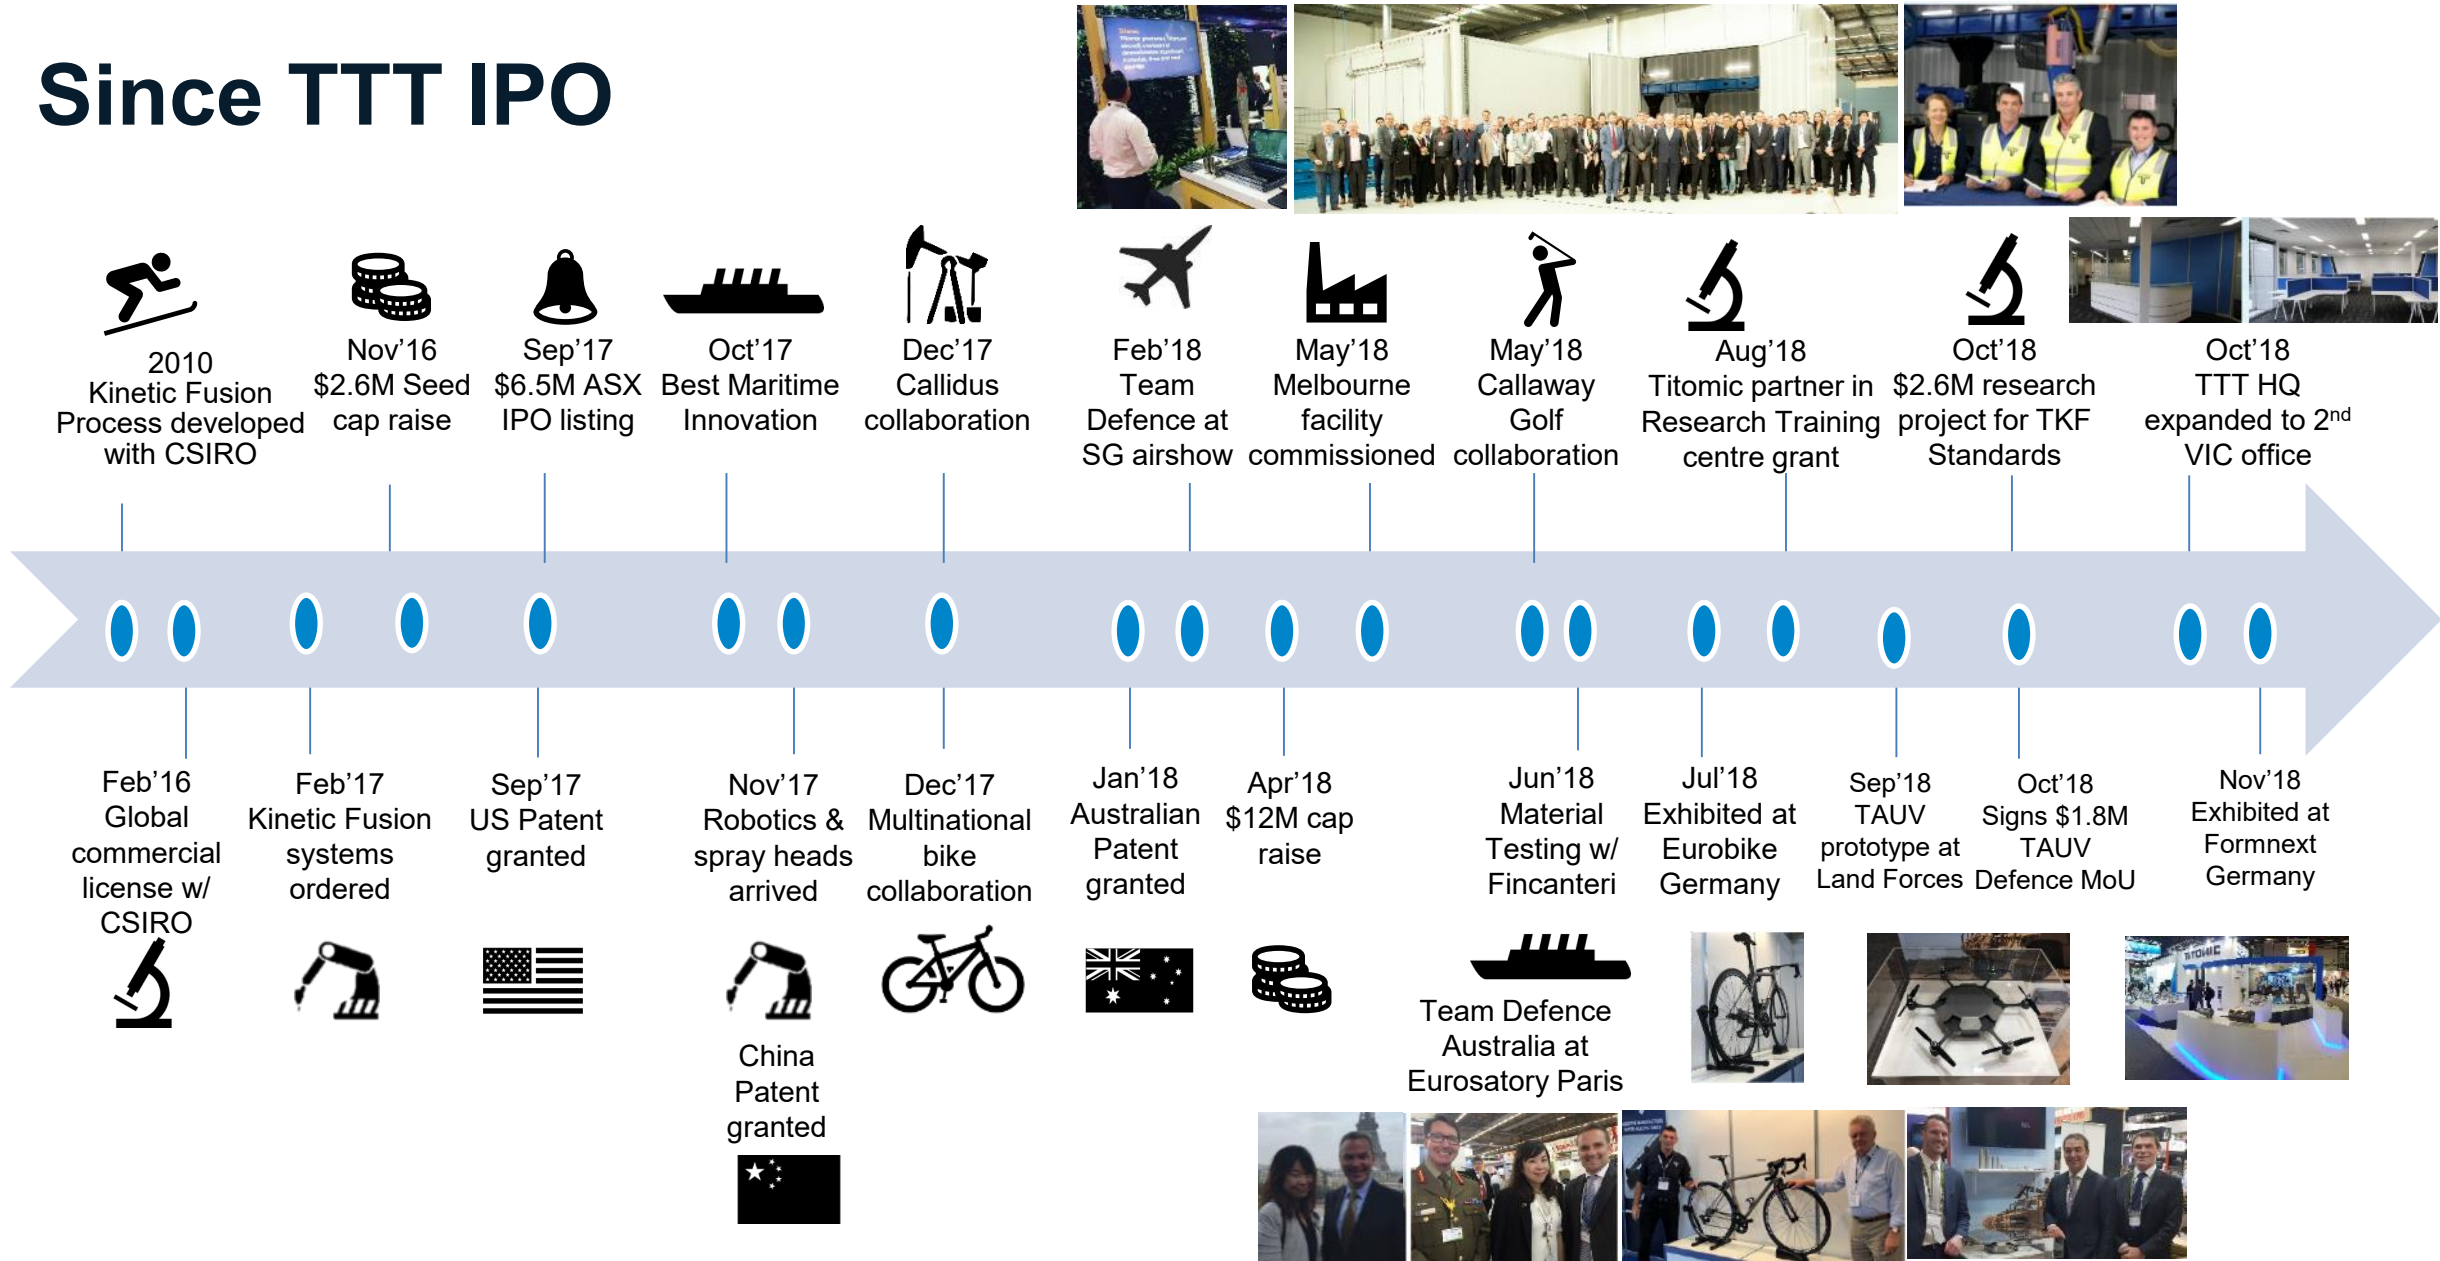 Since TTT IPO
2010
Kinetic Fusion
Process developed
with CSIRO
Nov’16
$2.6M Seed
cap raise
Sep’17
$6.5M ASX
IPO listing
Oct’17
Best Maritime
Innovation
Dec’17
Callidus
collaboration
Feb’18
Team
Defence at
SG airshow
May’18
Melbourne
facility
commissioned
May’18
Callaway
Golf
collaboration
Aug’18
Titomic partner in
Research Training
centre grant
Oct’18
$2.6M research
project for TKF
Standards
Oct’18
TTT HQ
expanded to 2nd
VIC office
Feb’16
Global
commercial
license w/
CSIRO
Feb’17
Kinetic Fusion
systems
ordered
Sep’17
US Patent
granted
Nov’17
Robotics &
spray heads
arrived
China
Patent
granted
Dec’17
Multinational
bike
collaboration
Jan’18
Australian
Patent
granted
Apr’18
$12M cap
raise
Jun’18
Material
Testing w/
Fincanteri
Team Defence
Australia at
Eurosatory Paris
Jul’18
Exhibited at
Eurobike
Germany
Sep’18
TAUV
prototype at
Land Forces
Oct’18
Signs $1.8M
TAUV
Defence MoU
Nov’18
Exhibited at
Formnext
Germany